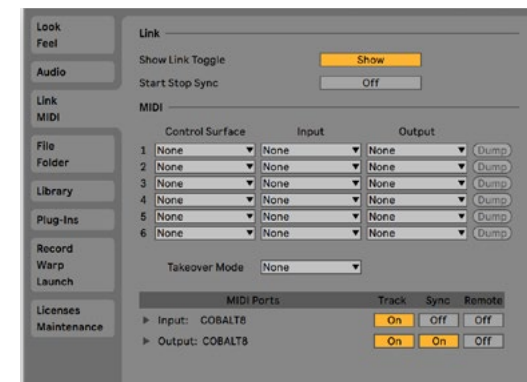 Look
Feel
Audio
Link
MIDI
File
Folder
Library
Plug-Ins
Record
Warp
Launch
Licenses
Maintenance
Link
Show Link Toggle Show
Start Stop Sync Off
MIDI
Control Surface Input Output
1 None None None Dump
2 None None None Dump
3 None None None Dump
4 None None None Dump
5 None None None Dump
6 None None None Dump
Takeover Mode None
MIDI Ports Track Sync Remote
Input: COBALT8 On Off Off
Output: COBALT8 On On Off